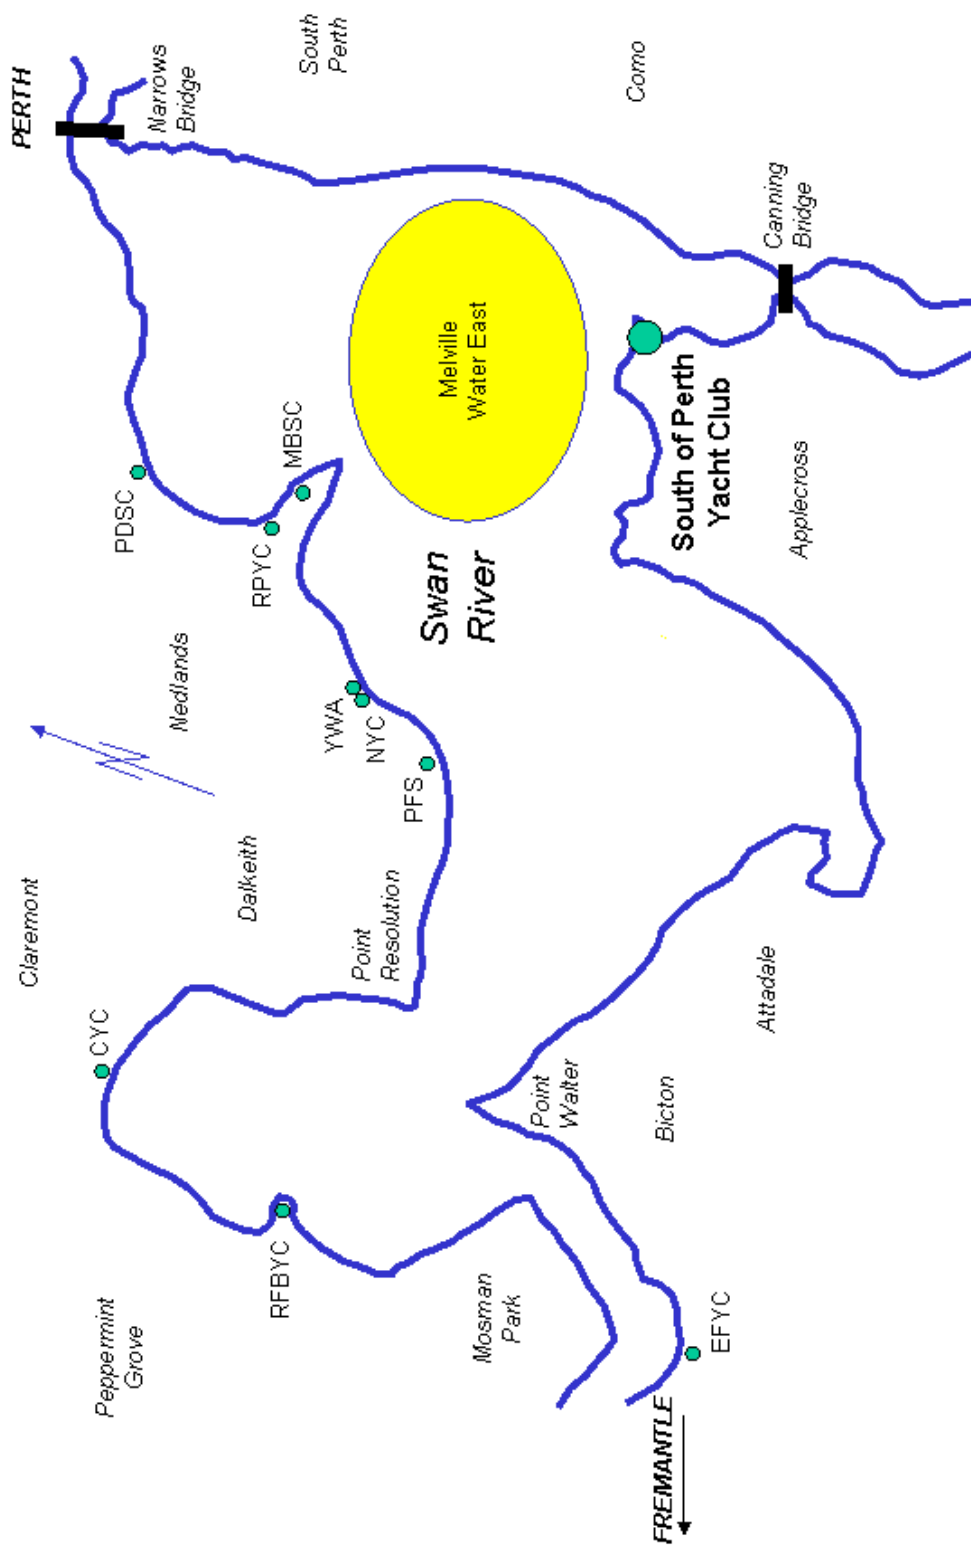 PERTH
Narrows
Bridge
South
Perth
Como
Canning
Bridge
Melville
Water East
South of Perth
Yacht Club
Applecross
Swan
River
PDSC
MBSC
RPYC
Nedlands
YWA
NYC
PFS
N
Dalkeith
Claremont
Point
Resolution
CYC
Attadale
Point
Walter
Bicton
RFBYC
Peppermint
Grove
Mosman
Park
EFYC
FREMANTLE